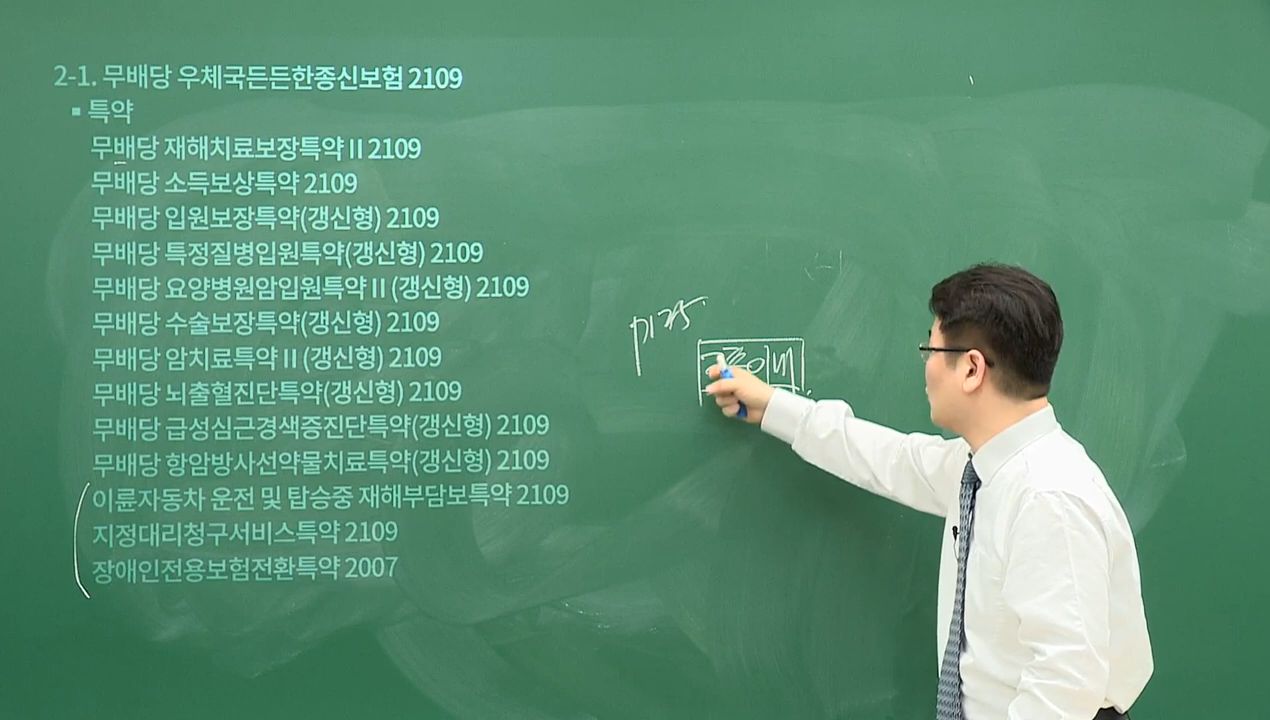 2-1. 무배당 우체국든든한종신보험 2109
▪ 특약
무배당 재해치료보장특약Ⅱ 2109
무배당 소득보상특약 2109
무배당 입원보장특약(갱신형) 2109
무배당 특정질병입원특약(갱신형) 2109
무배당 요양병원암입원특약Ⅱ (갱신형) 2109
무배당 수술보장특약(갱신형) 2109
무배당 암치료특약Ⅱ (갱신형) 2109
무배당 뇌출혈진단특약(갱신형) 2109
무배당 급성심근경색증진단특약(갱신형) 2109
무배당 항암방사선약물치료특약(갱신형) 2109
이륜자동차 운전 및 탑승중 재해부담보특약 2109
지정대리청구서비스특약 2109
장애인전용보험전환특약 2007